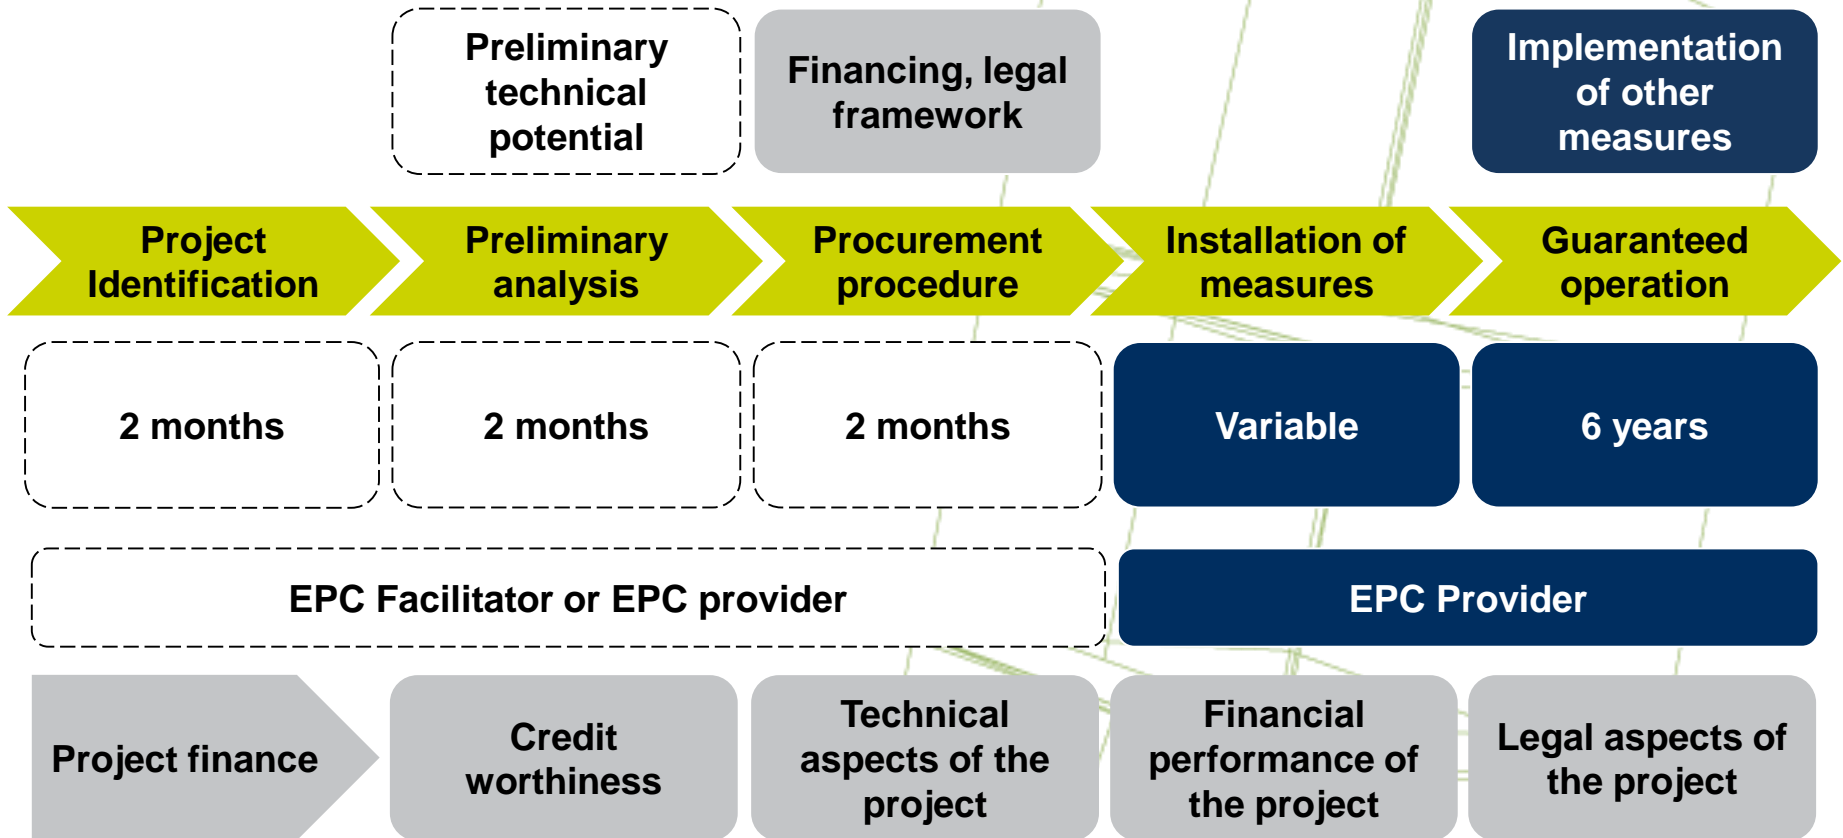 Preliminary
technical
potential
Financing, legal
framework
Implementation
of other
measures
Project
Identification
Preliminary
analysis
Procurement
procedure
Installation of
measures
Guaranteed
operation
2 months
2 months
2 months
Variable
6 years
EPC Facilitator or EPC provider
EPC Provider
Project finance
Credit
worthiness
Technical
aspects of the
project
Financial
performance of
the project
Legal aspects of
the project